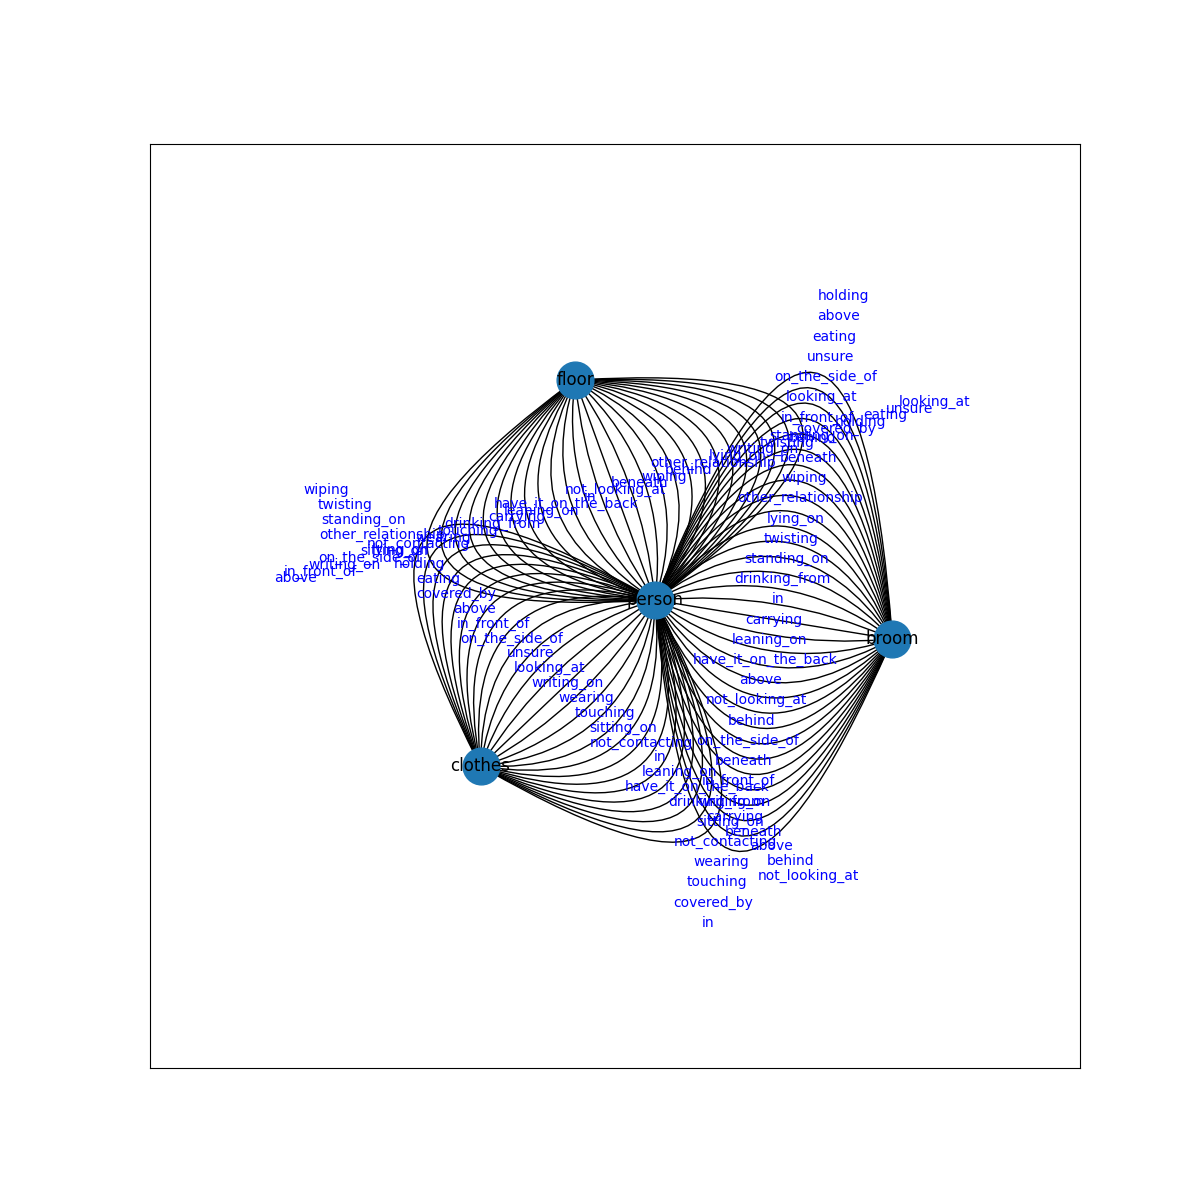 holding
above
eating
unsure
on_the_side_of
floor
looking_at
looking_at
unsure
eating
in_front_of
holding
covered_by
standing_on
twisting
writing_on
lying_on
beneath
other_relationship
behind
wiping
wiping
beneath
not_looking_at
wiping
in
other_relationship
have_it_on_the_back
twisting
leaning_on
carrying
lying_on
standing_on
drinking_from
touching
wearing
twisting
other_relationship
not_contacting
sitting_on
on_the_side_of
standing_on
writing_on
holding
in_front_of
above
eating
drinking_from
covered_by
person
in
above
carrying
in_front_of
on_the_side_of
leaning_on
broom
unsure
have_it_on_the_back
looking_at
above
writing_on
wearing
not_looking_at
touching
behind
sitting_on
not_contacting
on_the_side_of
in
beneath
clothes
leaning_on
in_front_of
have_it_on_the_back
drinking_from
carrying
sitting_on
beneath
not_contacting
above
wearing
behind
touching
not_looking_at
covered_by
in